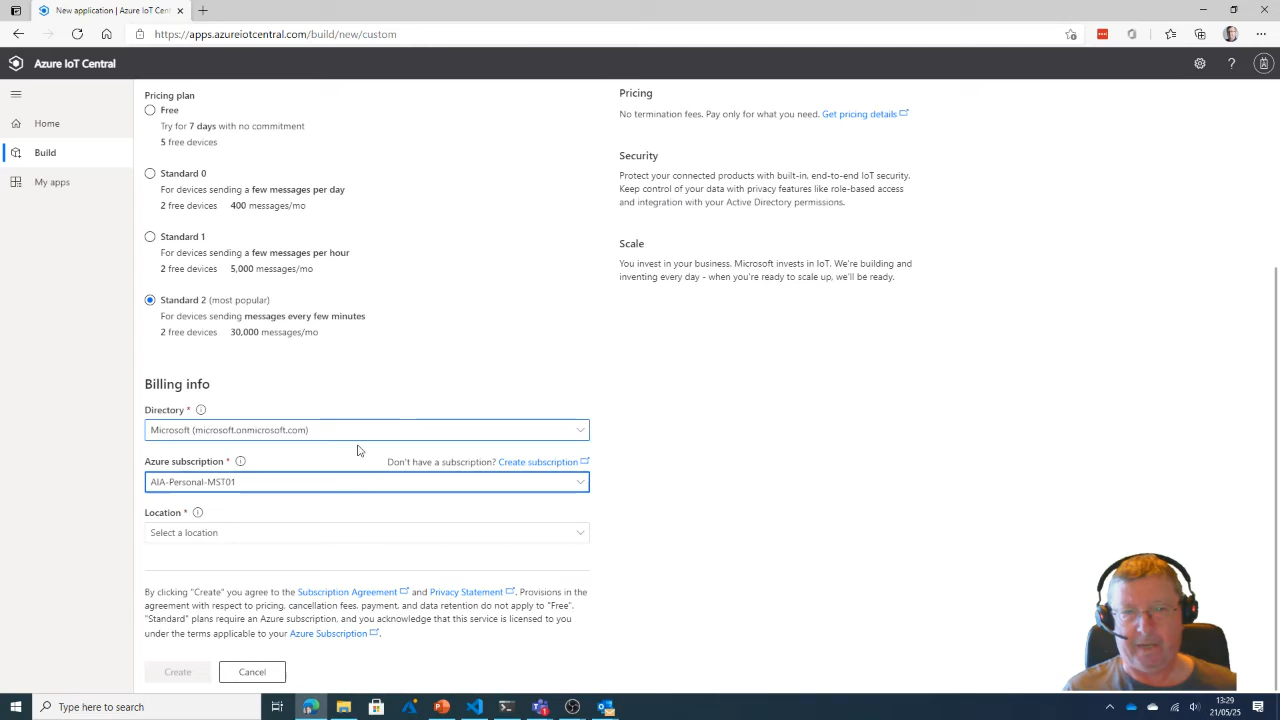 New application | Azure IoT Cent
https://apps.azureiotcentral.com/build/new/custom
Azure IoT Central
Home
Build
My apps
Pricing plan
Free
Try for 7 days with no commitment
5 free devices
Standard 0
For devices sending a few messages per day
2 free devices 400 messages/mo
Standard 1
For devices sending a few messages per hour
2 free devices 5,000 messages/mo
Standard 2 (most popular)
For devices sending messages every few minutes
2 free devices 30,000 messages/mo
Billing info
Directory *
Microsoft (microsoft.onmicrosoft.com)
Azure subscription *
Don't have a subscription? Create subscription
AIA-Personal-MST01
Location *
Select a location
By clicking "Create" you agree to the Subscription Agreement and Privacy Statement. Provisions in the
agreement with respect to pricing, cancellation fees, payment, and data retention do not apply to "Free".
"Standard" plans require an Azure subscription, and you acknowledge that this service is licensed to you
under the terms applicable to your Azure Subscription.
Create
Cancel
Pricing
No termination fees. Pay only for what you need. Get pricing details
Security
Protect your connected products with built-in, end-to-end IoT security.
Keep control of your data with privacy features like role-based access
and integration with your Active Directory permissions.
Scale
You invest in your business. Microsoft invests in IoT. We're building and
inventing every day - when you're ready to scale up, we'll be ready.
Type here to search
13:29
21/05/25